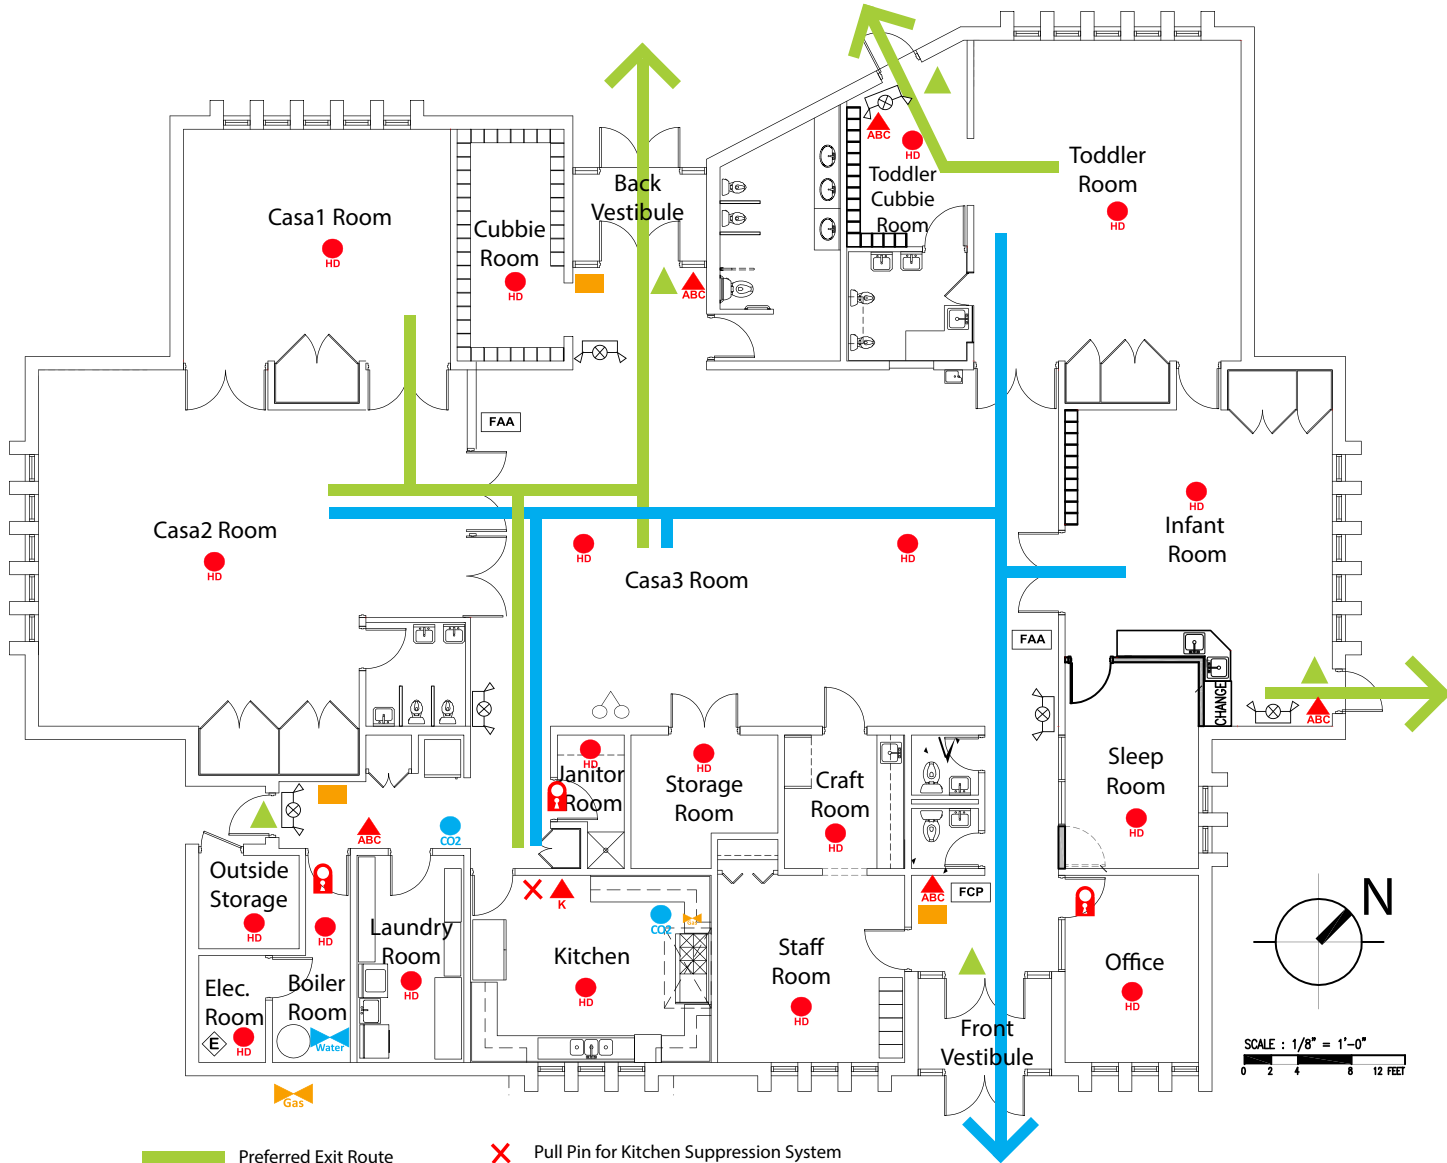 Toddler
Room
ABC
HD
Toddler
Cubbie
Room
HD
Back
Vestibule
Casa1 Room
HD
Cubbie
Room
HD
ABC
FAA
HD
Infant
Room
Casa2 Room
HD
HD
HD
Casa3 Room
FAA
CHANGE
ABC
HD
Janitor
Room
HD
Storage
Room
Craft
Room
HD
Sleep
Room
HD
ABC
CO2
Outside
Storage
HD
HD
Laundry
Room
HD
K
CO2
Gas
Kitchen
HD
ABC
FCP
Staff
Room
HD
Office
HD
N
Elec.
Room
E
HD
Boiler
Room
Water
Front
Vestibule
SCALE : 1/8" = 1'-0"
0 2 4 8 12 FEET
Gas
Preferred Exit Route
Pull Pin for Kitchen Suppression System